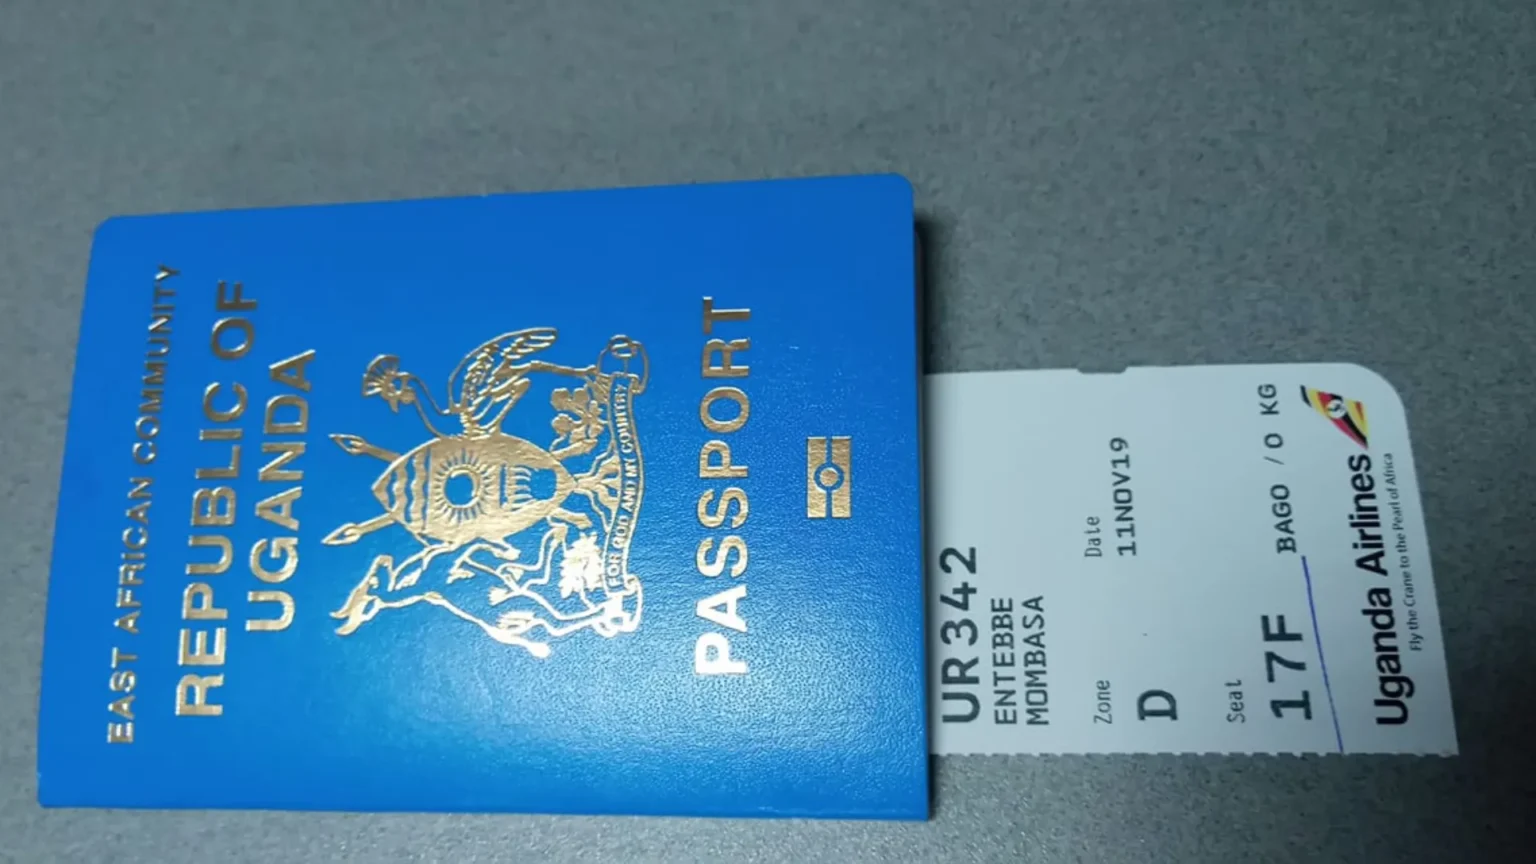 EAST AFRICAN COMMUNITY
REPUBLIC OF
UGANDA
FOR GOD AND MY COUNTRY
PASSPORT
UR342
ENTEBBE
MOMBASA
Zone
Date
D
11NOV19
Seat
17F
BAG0 / 0 KG
Uganda Airlines
Fly the Crane to the Pearl of Africa